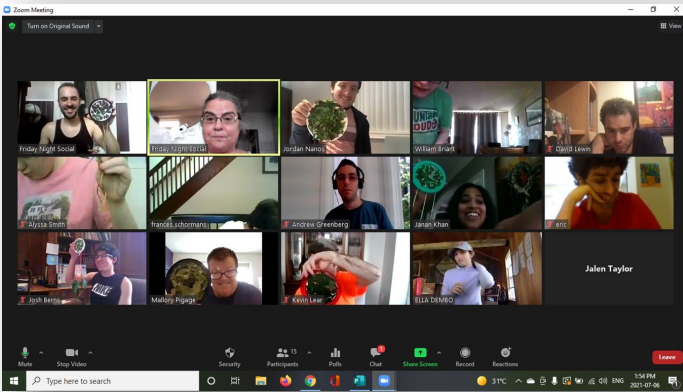 Zoom Meeting
Turn on Original Sound
View
Friday Night Social
Friday Night Social
Jordan Nanos
William Briant
David Lewin
Alyssa Smith
frances schormans
Andrew Greenberg
Janan Khan
eric
Josh Berns
Mallory Pigage
Kevin Lear
ELLA DEMBO
Jalen Taylor
NIKE
Mute
Stop Video
Security
13
Participants
Polls
1
Chat
Share Screen
Record
Reactions
Leave
Type here to search
31°C
ENG
1:54 PM
2021-07-06